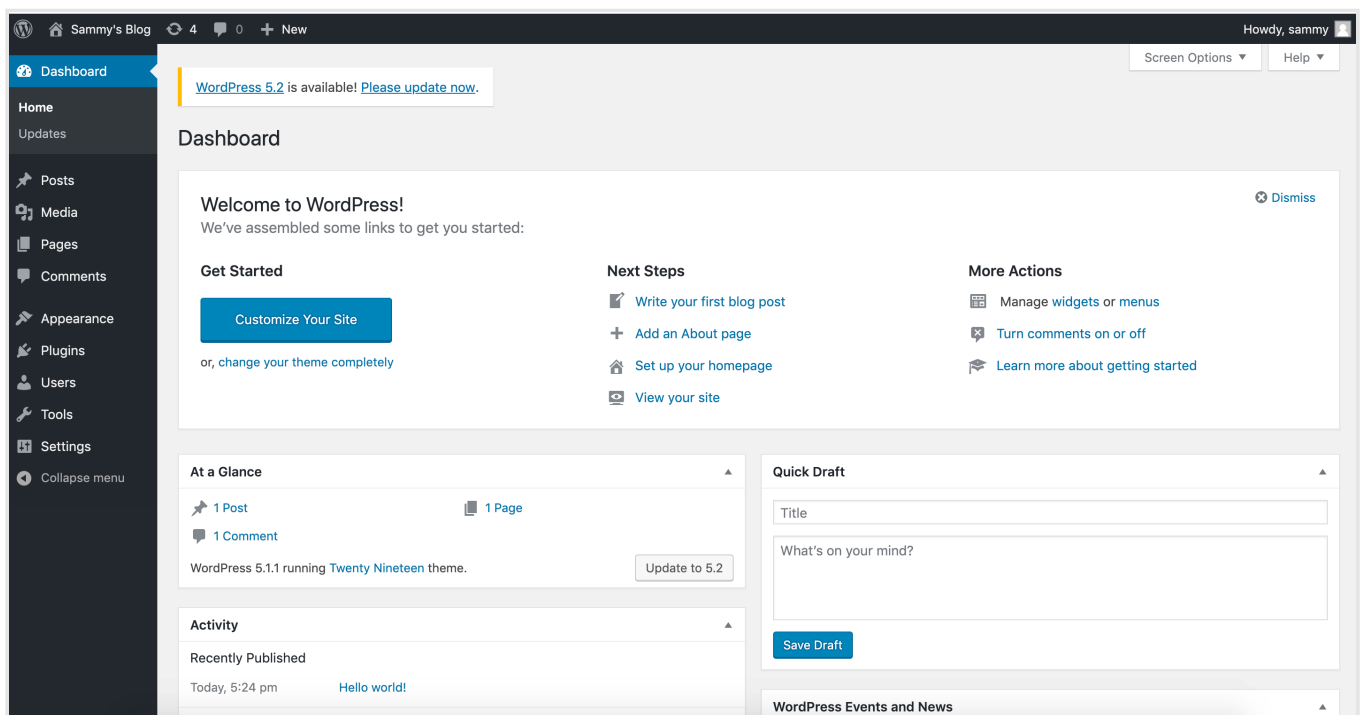 Sammy's Blog 4 0 New Howdy, sammy
Screen Options Help
Dashboard
Home
Updates
Posts
Media
Pages
Comments
Appearance
Plugins
Users
Tools
Settings
Collapse menu
WordPress 5.2 is available! Please update now.
Dashboard
Welcome to WordPress!
Dismiss
We've assembled some links to get you started:
Get Started
Customize Your Site
or, change your theme completely
Next Steps
Write your first blog post
Add an About page
Set up your homepage
View your site
More Actions
Manage widgets or menus
Turn comments on or off
Learn more about getting started
At a Glance
1 Post 1 Page
1 Comment
WordPress 5.1.1 running Twenty Nineteen theme. Update to 5.2
Activity
Recently Published
Today, 5:24 pm Hello world!
Quick Draft
Title
What's on your mind?
Save Draft
WordPress Events and News